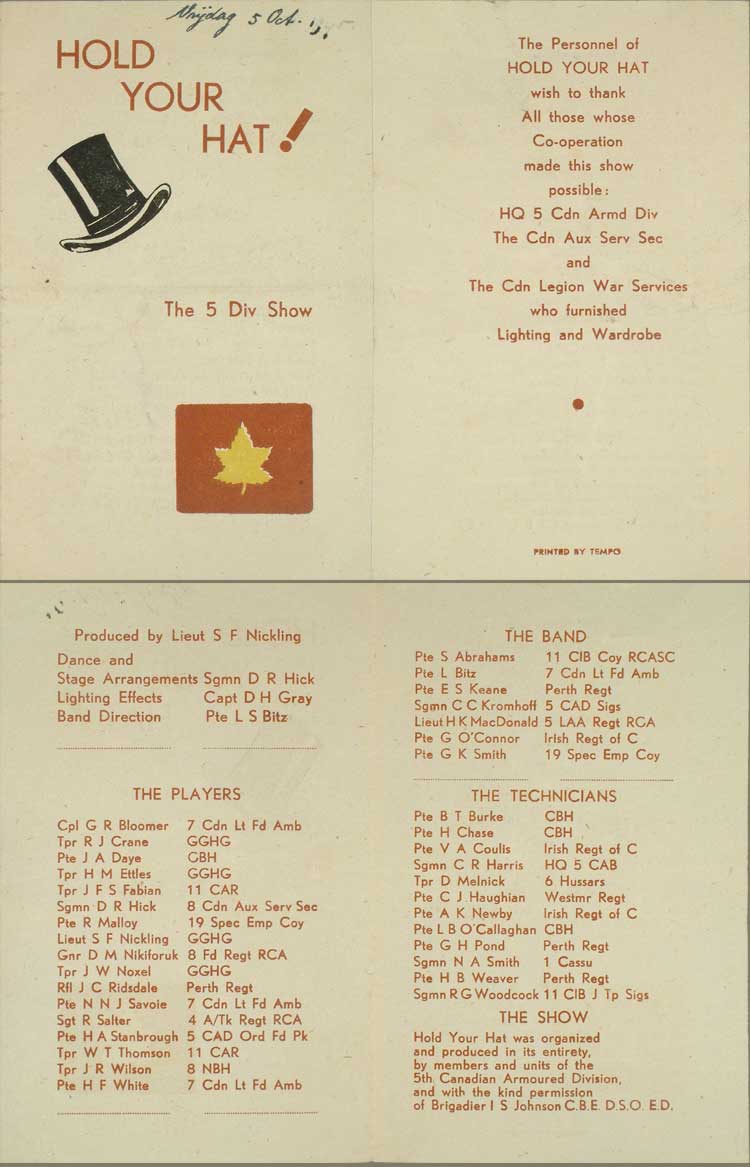 Vrijdag 5 Oct.
HOLD
YOUR
HAT!
The 5 Div Show
The Personnel of
HOLD YOUR HAT
wish to thank
All those whose
Co-operation
made this show
possible:
HQ 5 Cdn Armd Div
The Cdn Aux Serv Sec
and
The Cdn Legion War Services
who furnished
Lighting and Wardrobe
PRINTED BY TEMPO
Produced by Lieut S F Nickling
Dance and
Stage Arrangements Sgmn D R Hick
Lighting Effects Capt D H Gray
Band Direction Pte L S Bitz
THE PLAYERS
Cpl G R Bloomer 7 Cdn Lt Fd Amb
Tpr R J Crane GGHG
Pte J A Daye CBH
Tpr H M Ettles GGHG
Tpr J F S Fabian 11 CAR
Sgmn D R Hick 8 Cdn Aux Serv Sec
Pte R Malloy 19 Spec Emp Coy
Lieut S F Nickling GGHG
Gnr D M Nikiforuk 8 Fd Regt RCA
Tpr J W Noxel GGHG
Rfl J C Ridsdale Perth Regt
Pte N N J Savoie 7 Cdn Lt Fd Amb
Sgt R Salter 4 A/Tk Regt RCA
Pte H A Stanbrough 5 CAD Ord Fd Pk
Tpr W T Thomson 11 CAR
Tpr J R Wilson 8 NBH
Pte H F White 7 Cdn Lt Fd Amb
THE BAND
Pte S Abrahams 11 CIB Coy RCASC
Pte L Bitz 7 Cdn Lt Fd Amb
Pte E S Keane Perth Regt
Sgmn C C Kromhoff 5 CAD Sigs
Lieut H K MacDonald 5 LAA Regt RCA
Pte G O'Connor Irish Regt of C
Pte G K Smith 19 Spec Emp Coy
THE TECHNICIANS
Pte B T Burke CBH
Pte H Chase CBH
Pte V A Coulis Irish Regt of C
Sgmn C R Harris HQ 5 CAB
Tpr D Melnick 6 Hussars
Pte C J Haughian Westmr Regt
Pte A K Newby Irish Regt of C
Pte L B O'Callaghan CBH
Pte G H Pond Perth Regt
Sgmn N A Smith 1 Cassu
Pte H B Weaver Perth Regt
Sgmn R G Woodcock 11 CIB J Tp Sigs
THE SHOW
Hold Your Hat was organized
and produced in its entirety,
by members and units of the
5th Canadian Armoured Division,
and with the kind permission
of Brigadier I S Johnson C.B.E. D.S.O. E.D.